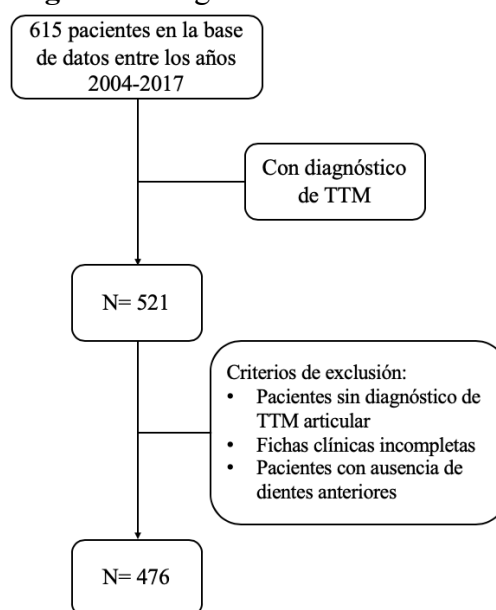 615 pacientes en la base
de datos entre los años
2004-2017
Con diagnóstico
de TTM
N= 521
Criterios de exclusión:
• Pacientes sin diagnóstico de
TTM articular
• Fichas clínicas incompletas
• Pacientes con ausencia de
dientes anteriores
N= 476